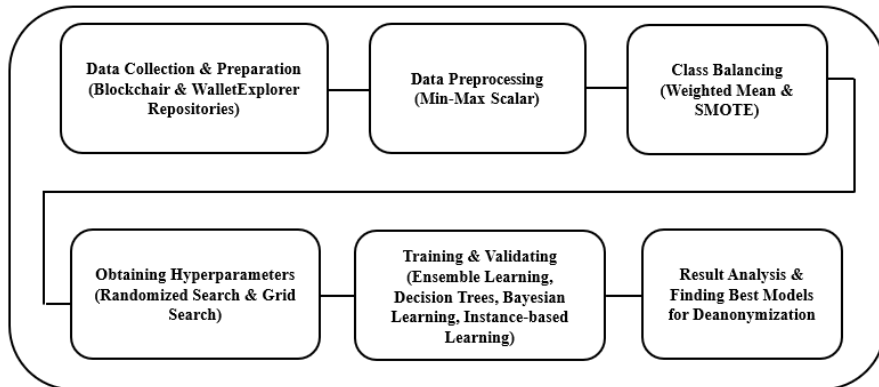 Data Collection & Preparation
(Blockchair & WalletExplorer
Repositories)
Data Preprocessing
(Min-Max Scalar)
Class Balancing
(Weighted Mean &
SMOTE)
Obtaining Hyperparameters
(Randomized Search & Grid
Search)
Training & Validating
(Ensemble Learning,
Decision Trees, Bayesian
Learning, Instance-based
Learning)
Result Analysis &
Finding Best Models
for Deanonymization